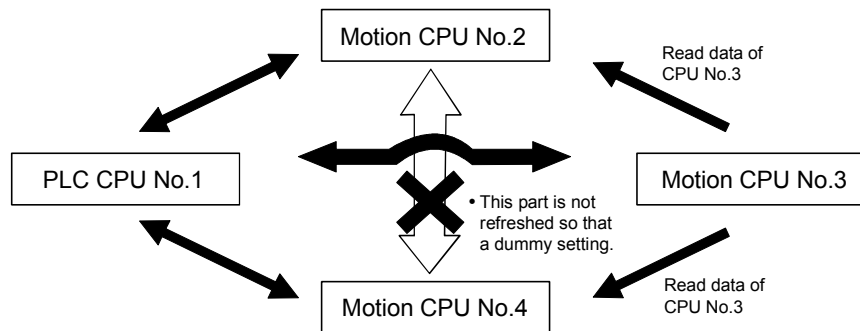 Motion CPU No.2
Read data of
CPU No.3
PLC CPU No.1
Motion CPU No.3
• This part is not
refreshed so that
a dummy setting.
Motion CPU No.4
Read data of
CPU No.3